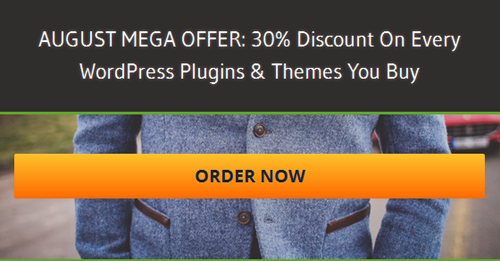 AUGUST MEGA OFFER: 30% Discount On Every
WordPress Plugins & Themes You Buy
ORDER NOW